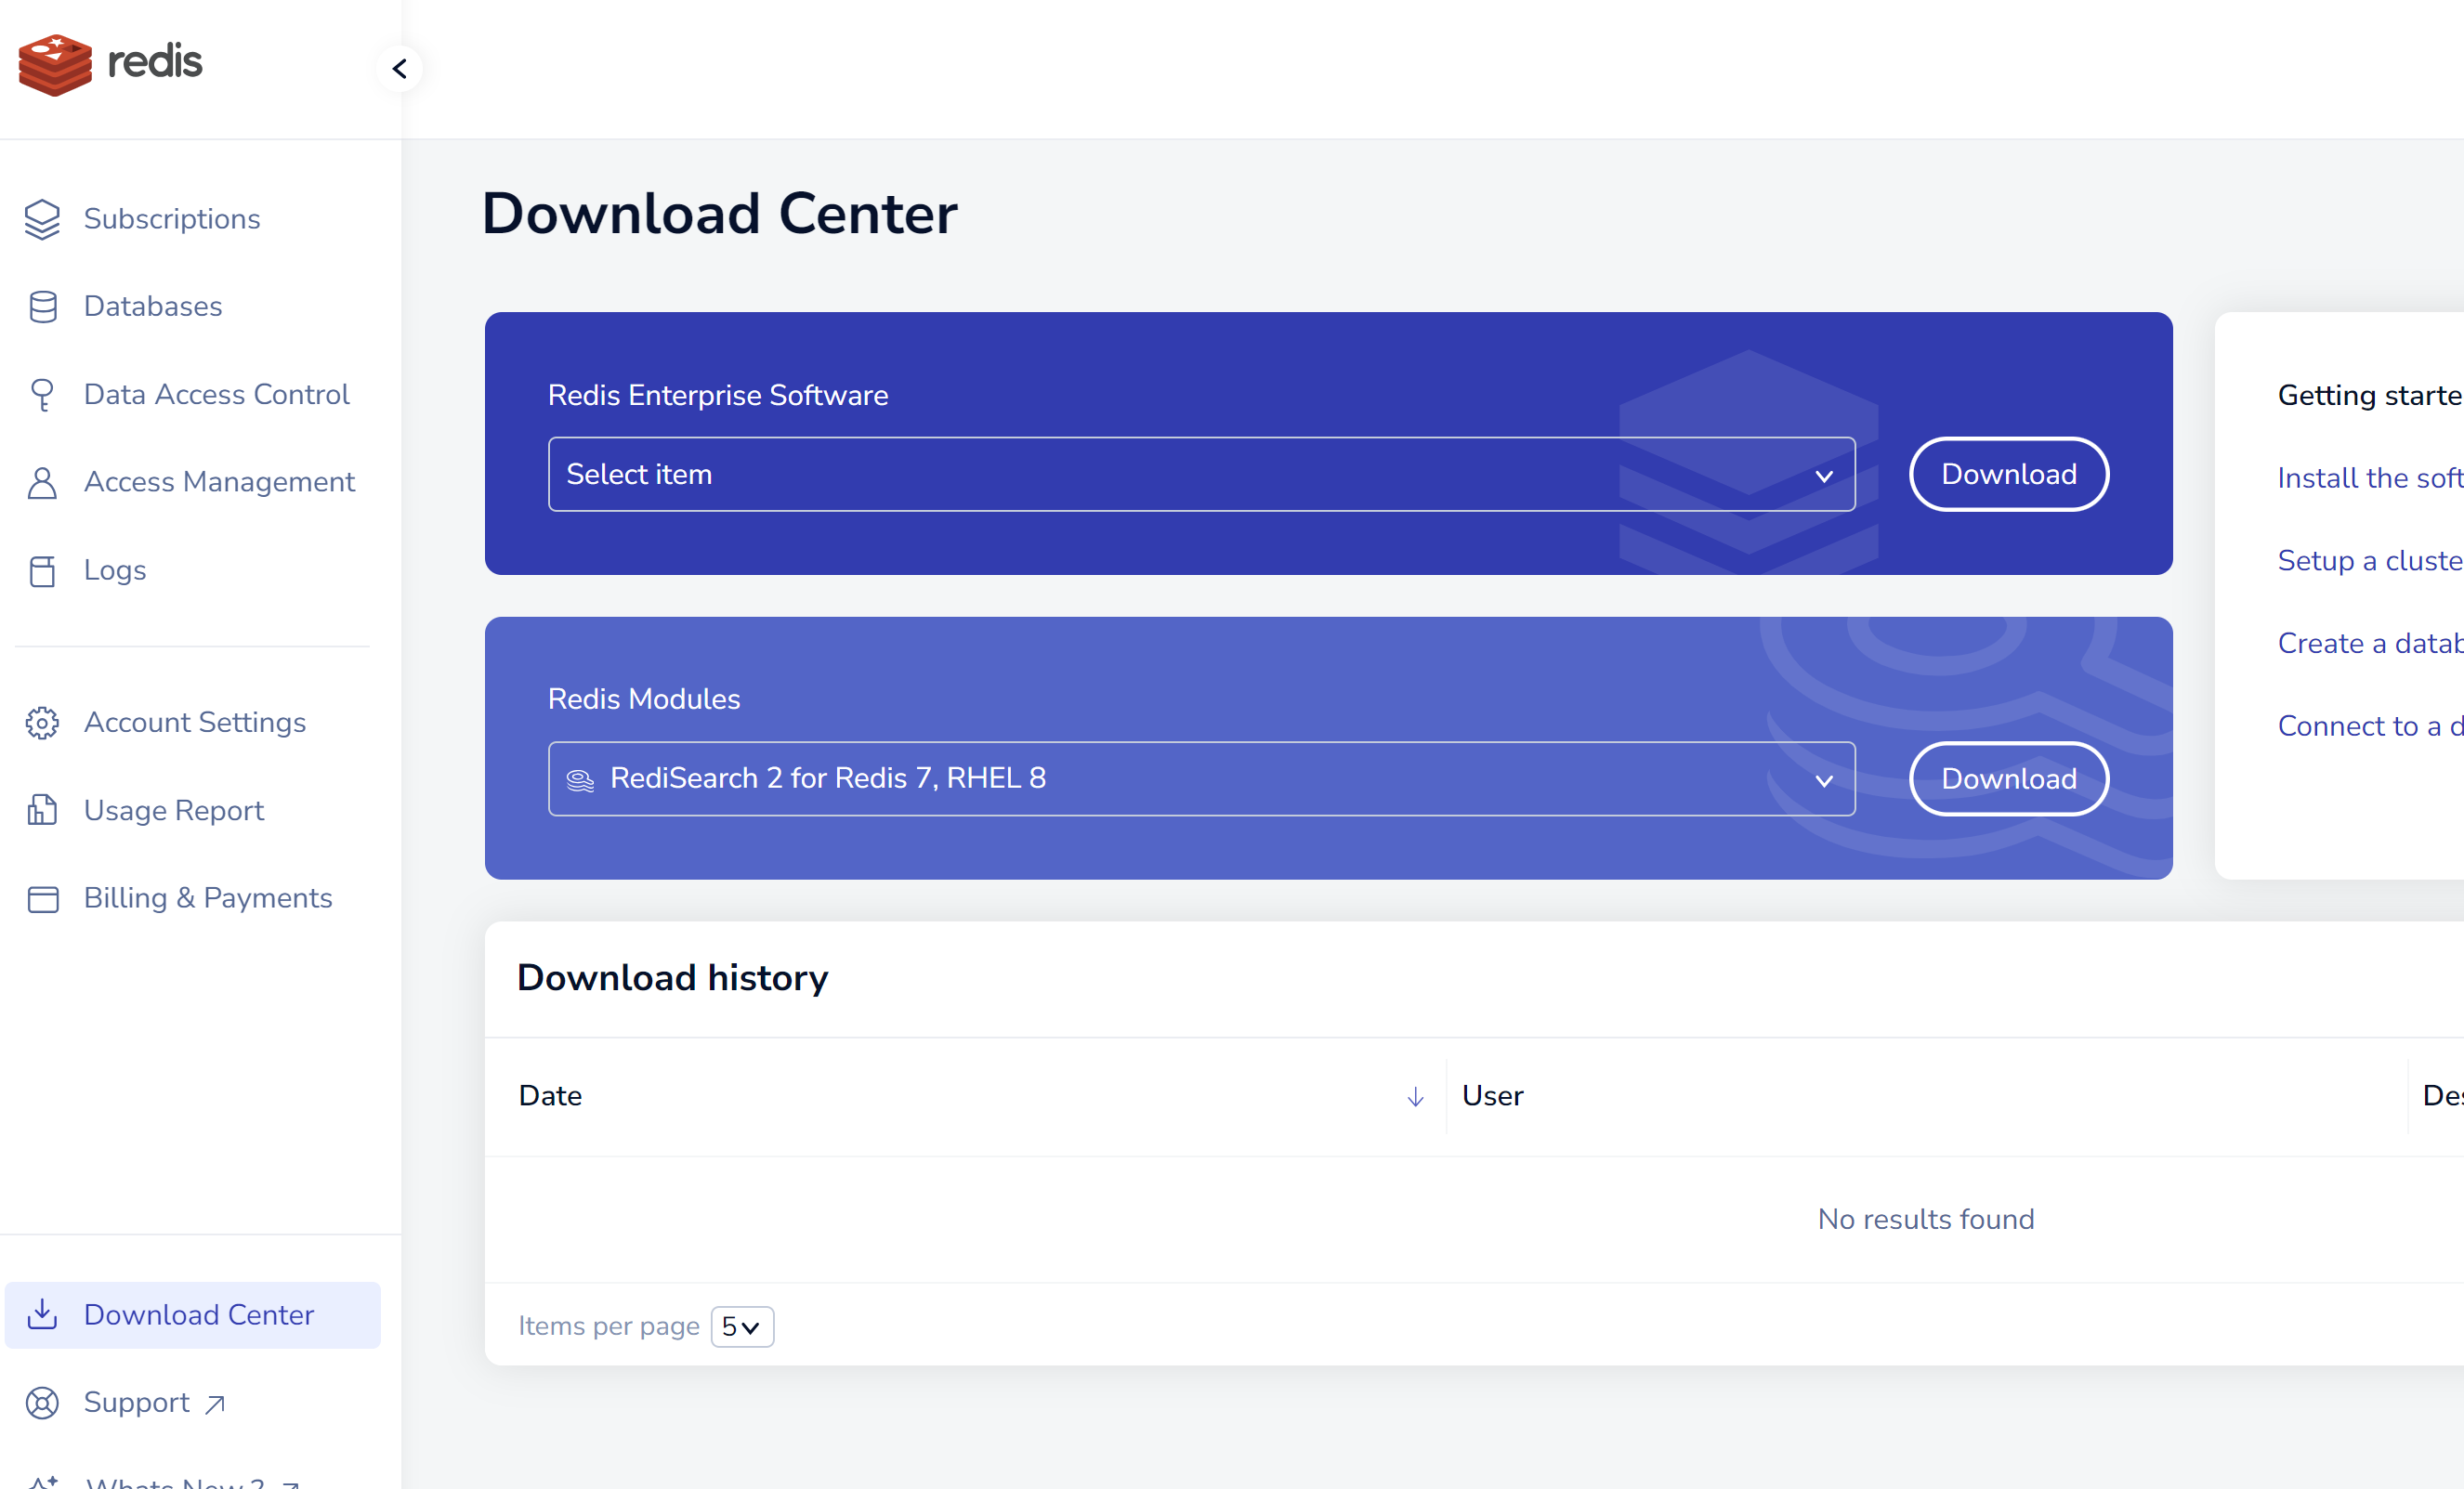 redis
Subscriptions
Databases
Data Access Control
Access Management
Logs
Account Settings
Usage Report
Billing & Payments
Download Center
Support
Whats New?
Download Center
Redis Enterprise Software
Select item
Download
Redis Modules
RediSearch 2 for Redis 7, RHEL 8
Download
Getting starte
Install the soft
Setup a cluste
Create a datab
Connect to a d
Download history
Date
User
Des
No results found
Items per page 5